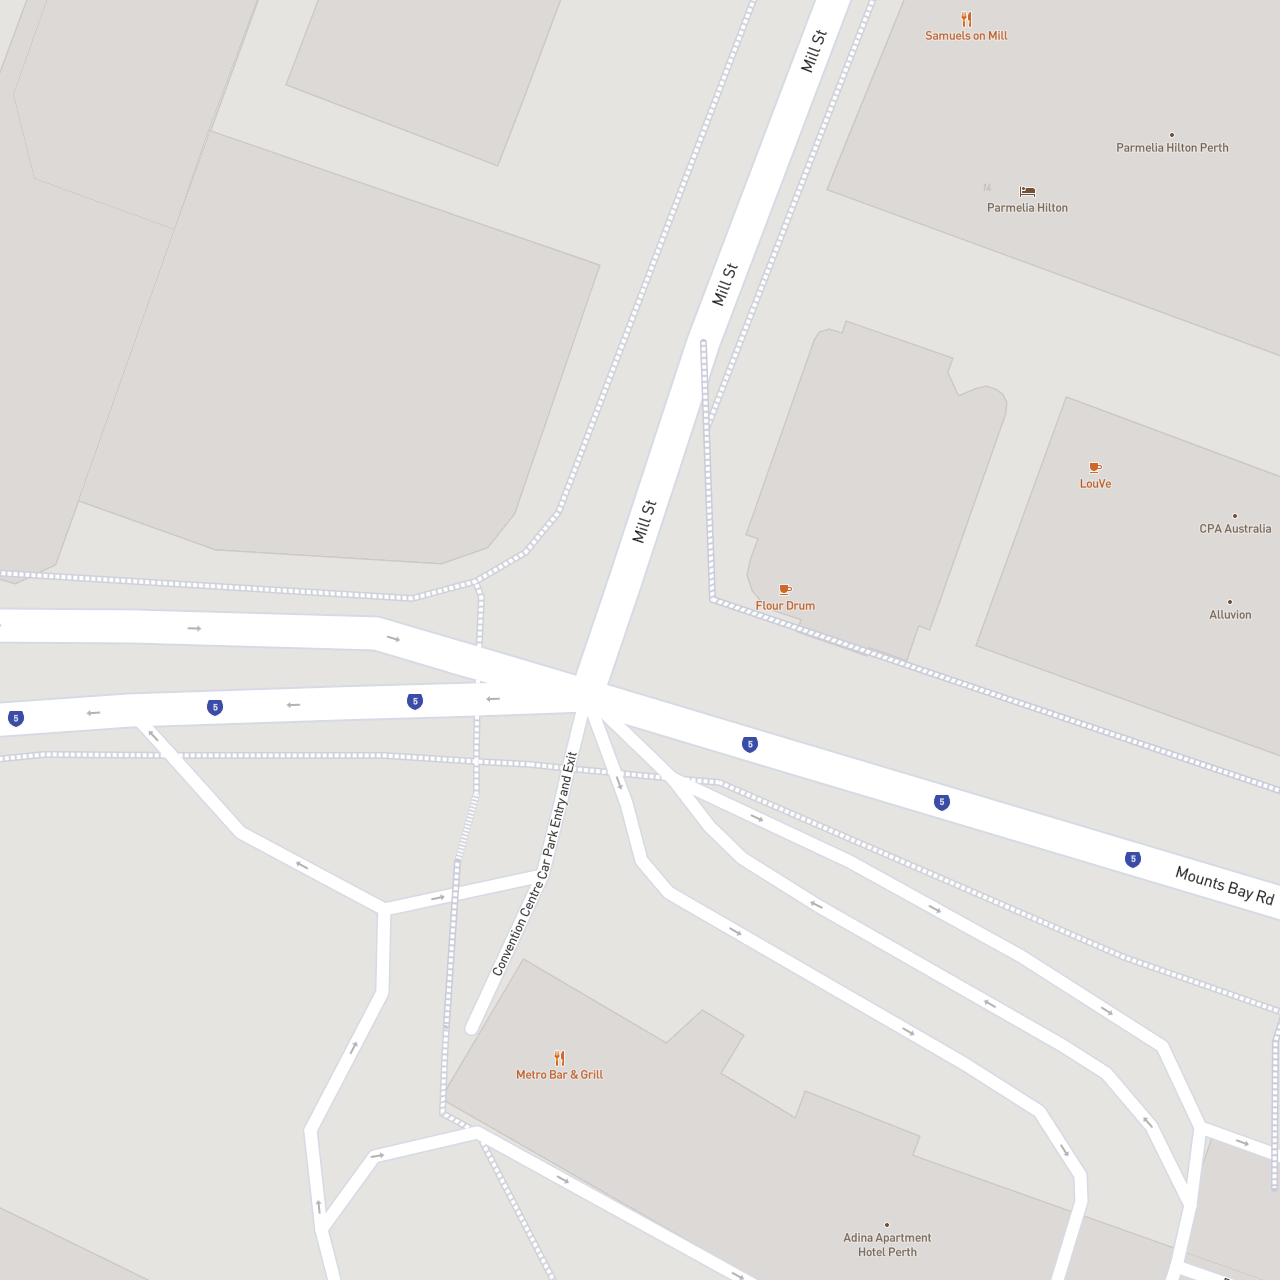 Samuels on Mill
Mill St
Parmelia Hilton Perth
14
Parmelia Hilton
Mill St
LouVe
CPA Australia
Mill St
Flour Drum
Alluvion
5
5
5
5
5
5
Convention Centre Car Park Entry and Exit
Mounts Bay Rd
Metro Bar & Grill
Adina Apartment
Hotel Perth